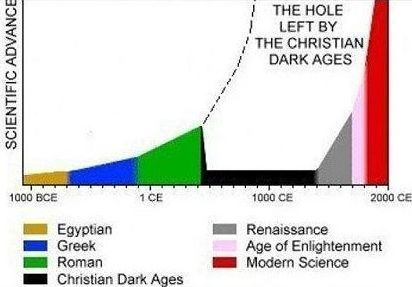 SCIENTIFIC ADVANCE
THE HOLE
LEFT BY
THE CHRISTIAN
DARK AGES
1000 BCE
1 CE
1000 CE
2000 CE
Egyptian
Greek
Roman
Christian Dark Ages
Renaissance
Age of Enlightenment
Modern Science